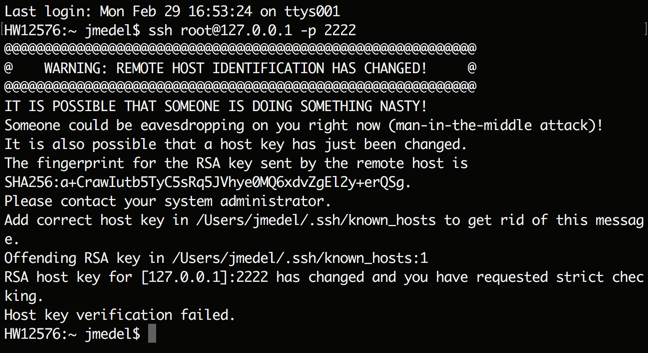 Last login: Mon Feb 29 16:53:24 on ttys001
HW12576:~ jmedel$ ssh root@127.0.0.1 -p 2222
@@@@@@@@@@@@@@@@@@@@@@@@@@@@@@@@@@@@@@@@@@@@@@@@@@@@@@@@@@@
@    WARNING: REMOTE HOST IDENTIFICATION HAS CHANGED!     @
@@@@@@@@@@@@@@@@@@@@@@@@@@@@@@@@@@@@@@@@@@@@@@@@@@@@@@@@@@@
IT IS POSSIBLE THAT SOMEONE IS DOING SOMETHING NASTY!
Someone could be eavesdropping on you right now (man-in-the-middle attack)!
It is also possible that a host key has just been changed.
The fingerprint for the RSA key sent by the remote host is
SHA256:a+CrawIutb5TyC5sRq5JVhye0MQ6xdvZgEl2y+erQSg.
Please contact your system administrator.
Add correct host key in /Users/jmedel/.ssh/known_hosts to get rid of this messag
e.
Offending RSA key in /Users/jmedel/.ssh/known_hosts:1
RSA host key for [127.0.0.1]:2222 has changed and you have requested strict chec
king.
Host key verification failed.
HW12576:~ jmedel$